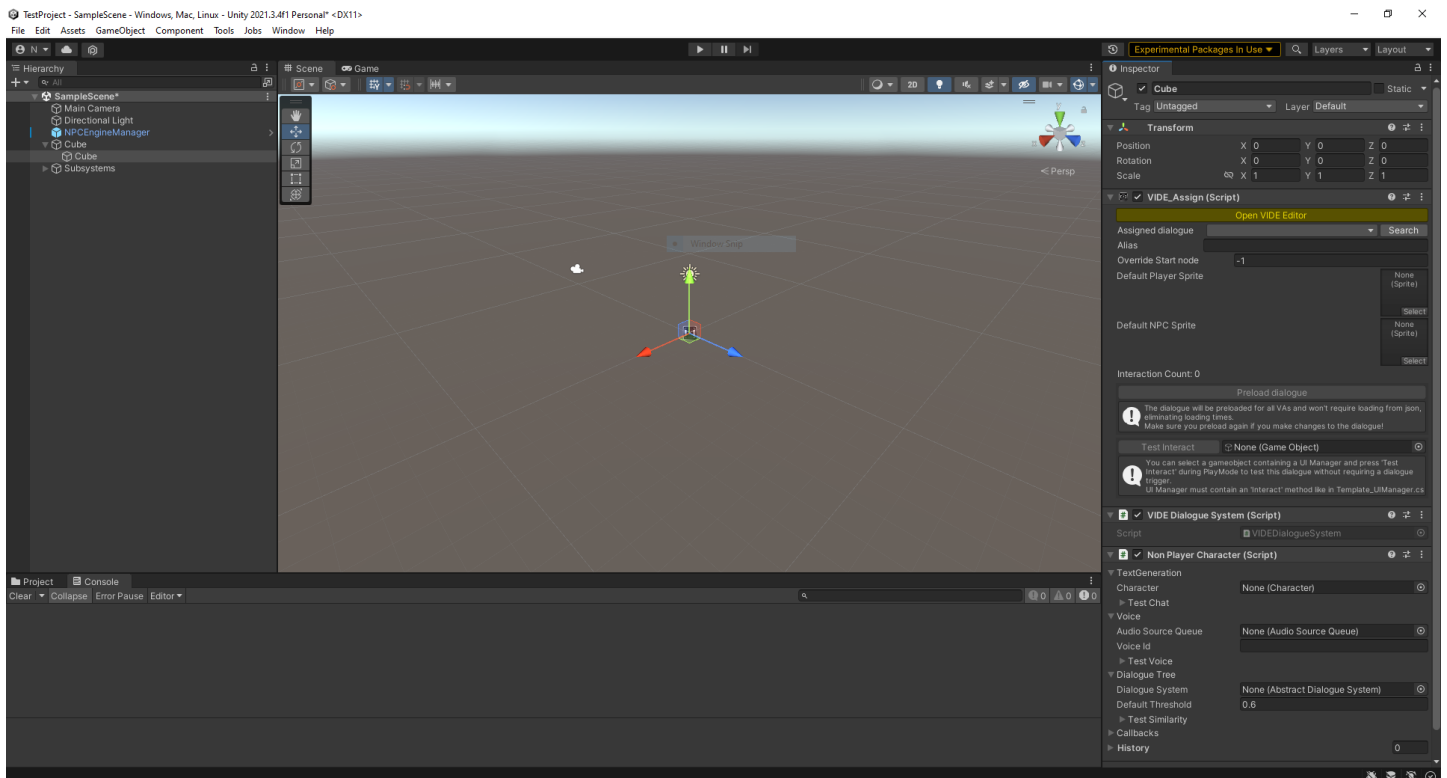 TestProject - SampleScene - Windows, Mac, Linux - Unity 2021.3.4f1 Personal* <DX11>
File Edit Assets GameObject Component Tools Jobs Window Help
N
Experimental Packages In Use
Layers
Layout
Hierarchy
All
SampleScene*
Main Camera
Directional Light
NPCEngineManager
Cube
Cube
Subsystems
Scene
Game
2D
Persp
Window Snip
Project
Console
Clear
Collapse
Error Pause
Editor
0
0
0
Inspector
Cube
Static
Tag Untagged
Layer Default
Transform
Position X 0 Y 0 Z 0
Rotation X 0 Y 0 Z 0
Scale X 1 Y 1 Z 1
VIDE_Assign (Script)
Open VIDE Editor
Assigned dialogue
Search
Alias
Override Start node -1
Default Player Sprite
None
(Sprite)
Select
Default NPC Sprite
None
(Sprite)
Select
Interaction Count: 0
Preload dialogue
The dialogue will be preloaded for all VAs and won't require loading from json,
eliminating loading times.
Make sure you preload again if you make changes to the dialogue!
Test Interact
None (Game Object)
You can select a gameobject containing a UI Manager and press 'Test
Interact' during PlayMode to test this dialogue without requiring a dialogue
trigger.
UI Manager must contain an 'Interact' method like in Template_UIManager.cs
VIDE Dialogue System (Script)
Script VIDEDialogueSystem
Non Player Character (Script)
TextGeneration
Character None (Character)
Test Chat
Voice
Audio Source Queue None (Audio Source Queue)
Voice Id
Test Voice
Dialogue Tree
Dialogue System None (Abstract Dialogue System)
Default Threshold 0.6
Test Similarity
Callbacks
History 0